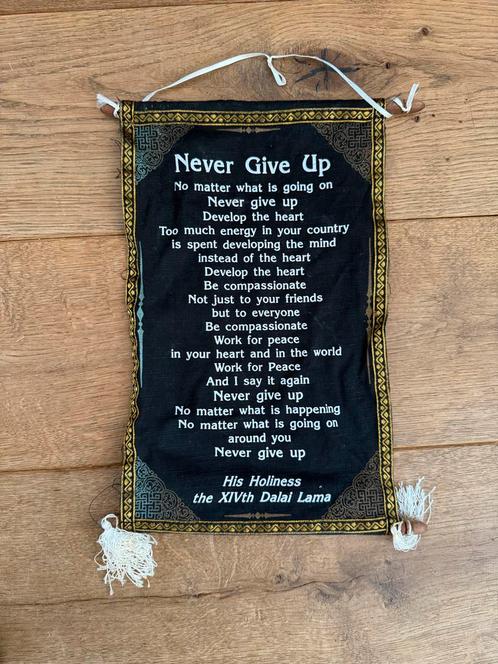 Never Give Up
No matter what is going on
Never give up
Develop the heart
Too much energy in your country
is spent developing the mind
instead of the heart
Develop the heart
Be compassionate
Not just to your friends
but to everyone
Be compassionate
Work for peace
in your heart and in the world
Work for Peace
And I say it again
Never give up
No matter what is happening
No matter what is going on
around you
Never give up
His Holiness
the XIVth Dalai Lama